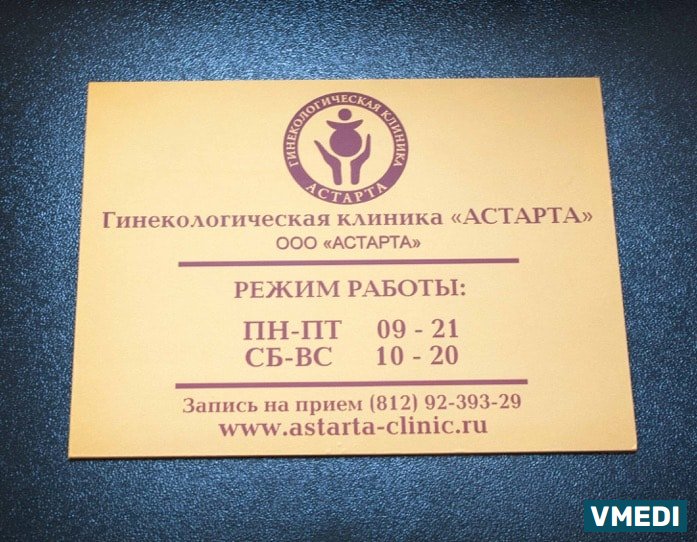 ГИНЕКОЛОГИЧЕСКАЯ КЛИНИКА
АСТАРТА
Гинекологическая клиника «АСТАРТА»
ООО «АСТАРТА»
РЕЖИМ РАБОТЫ:
ПН-ПТ 09 - 21
СБ-ВС 10 - 20
Запись на прием (812) 92-393-29
www.astarta-clinic.ru
VMEDI